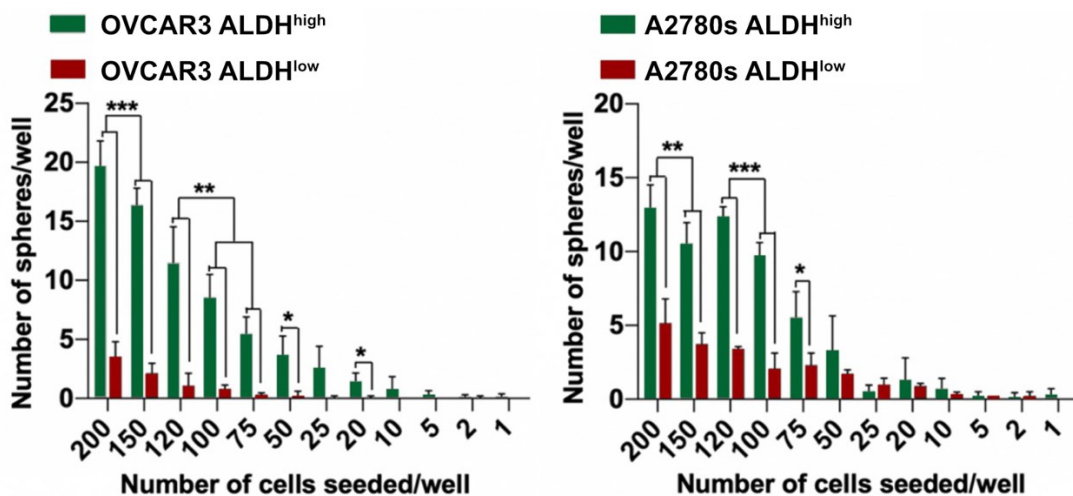 OVCAR3 ALDHhigh
OVCAR3 ALDHlow
Number of spheres/well
25
20
15
10
5
0
***
**
*
*
200 150 120 100 75 50 25 20 10 5 2 1
Number of cells seeded/well
A2780s ALDHhigh
A2780s ALDHlow
Number of spheres/well
20
15
10
5
0
**
***
*
200 150 120 100 75 50 25 20 10 5 2 1
Number of cells seeded/well